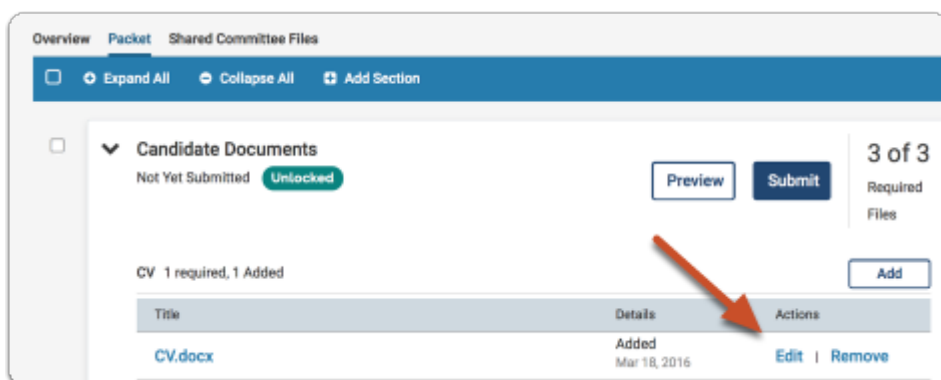 Overview Packet Shared Committee Files
Expand All Collapse All Add Section
Candidate Documents
Not Yet Submitted Unlocked
Preview Submit
3 of 3
Required
Files
CV 1 required, 1 Added
Add
Title Details Actions
CV.docx
Added
Mar 18, 2016
Edit | Remove